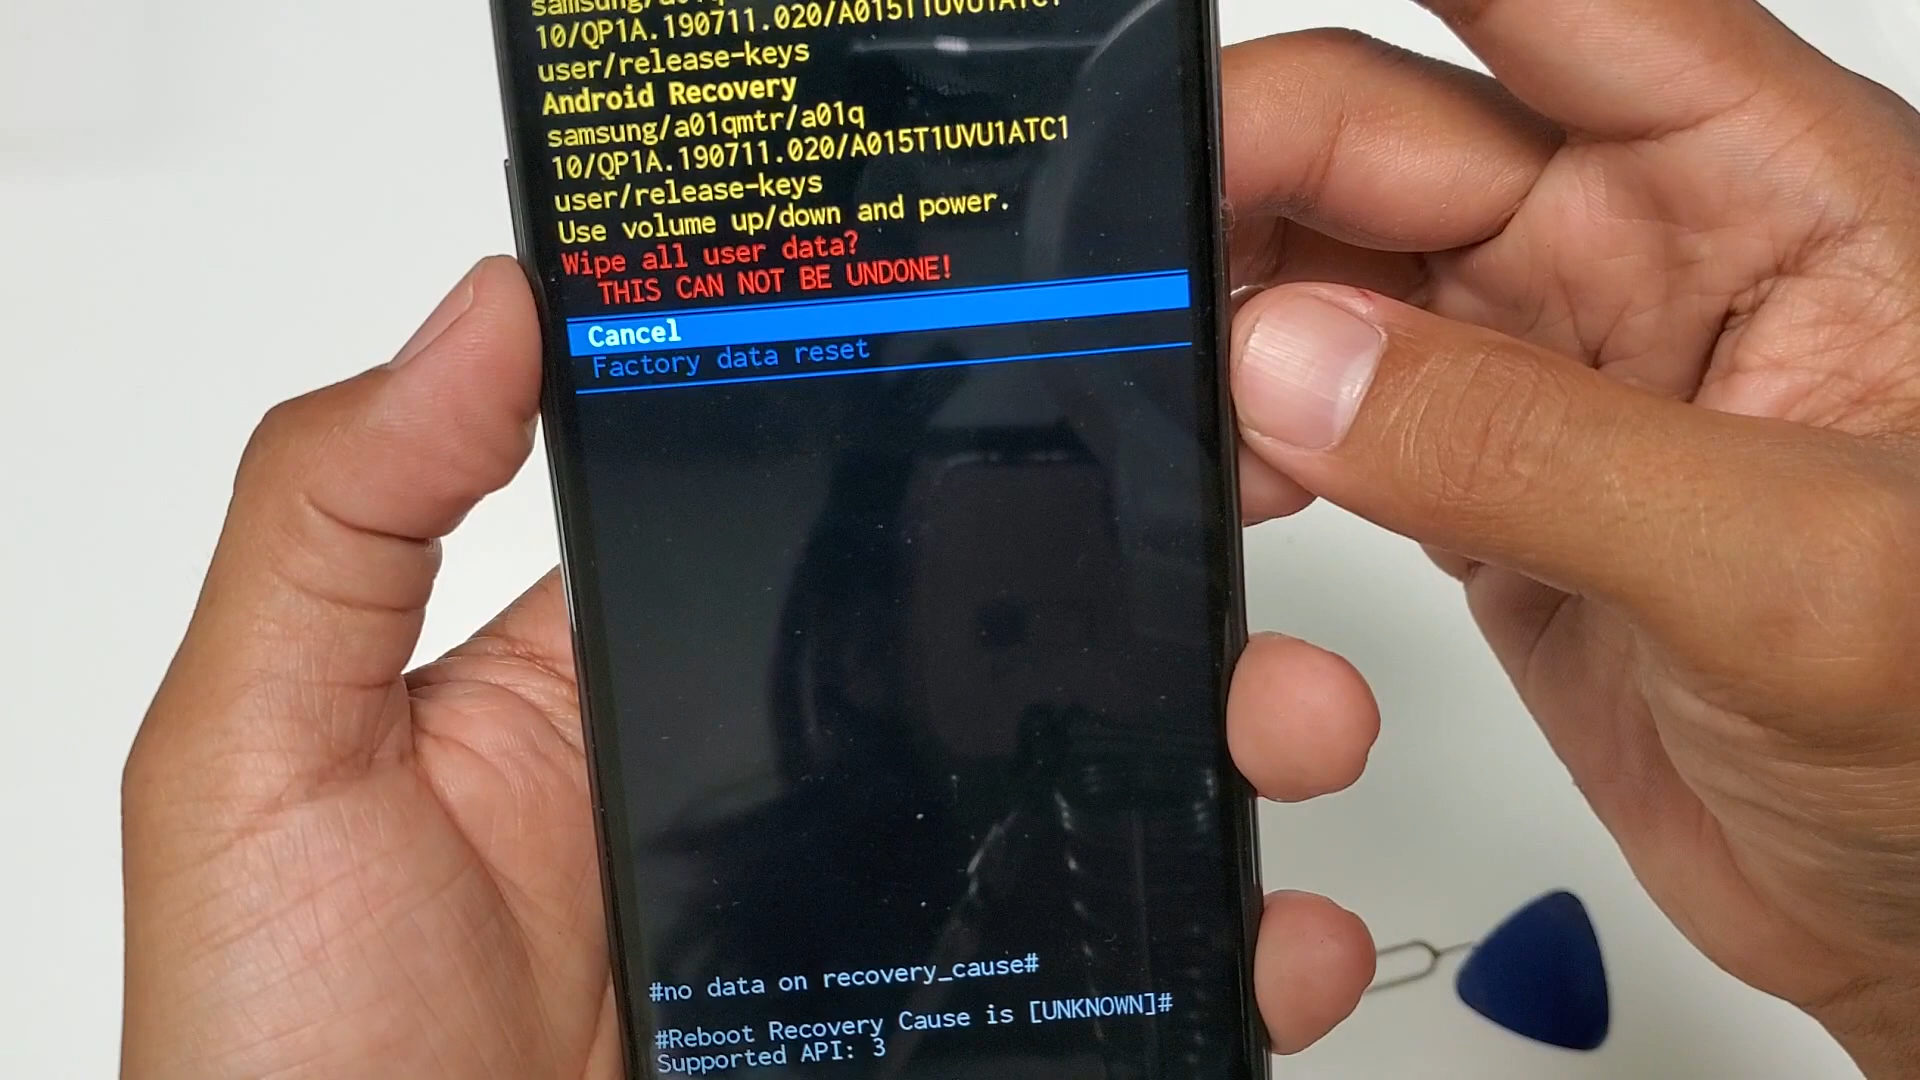 10/QP1A.190711.020/A015T1UVU1ATC1
user/release-keys
Android Recovery
samsung/a01qmtr/a01q
10/QP1A.190711.020/A015T1UVU1ATC1
user/release-keys
Use volume up/down and power.
Wipe all user data?
THIS CAN NOT BE UNDONE!
Cancel
Factory data reset
#no data on recovery_cause#
#Reboot Recovery Cause is [UNKNOWN]#
Supported API: 3